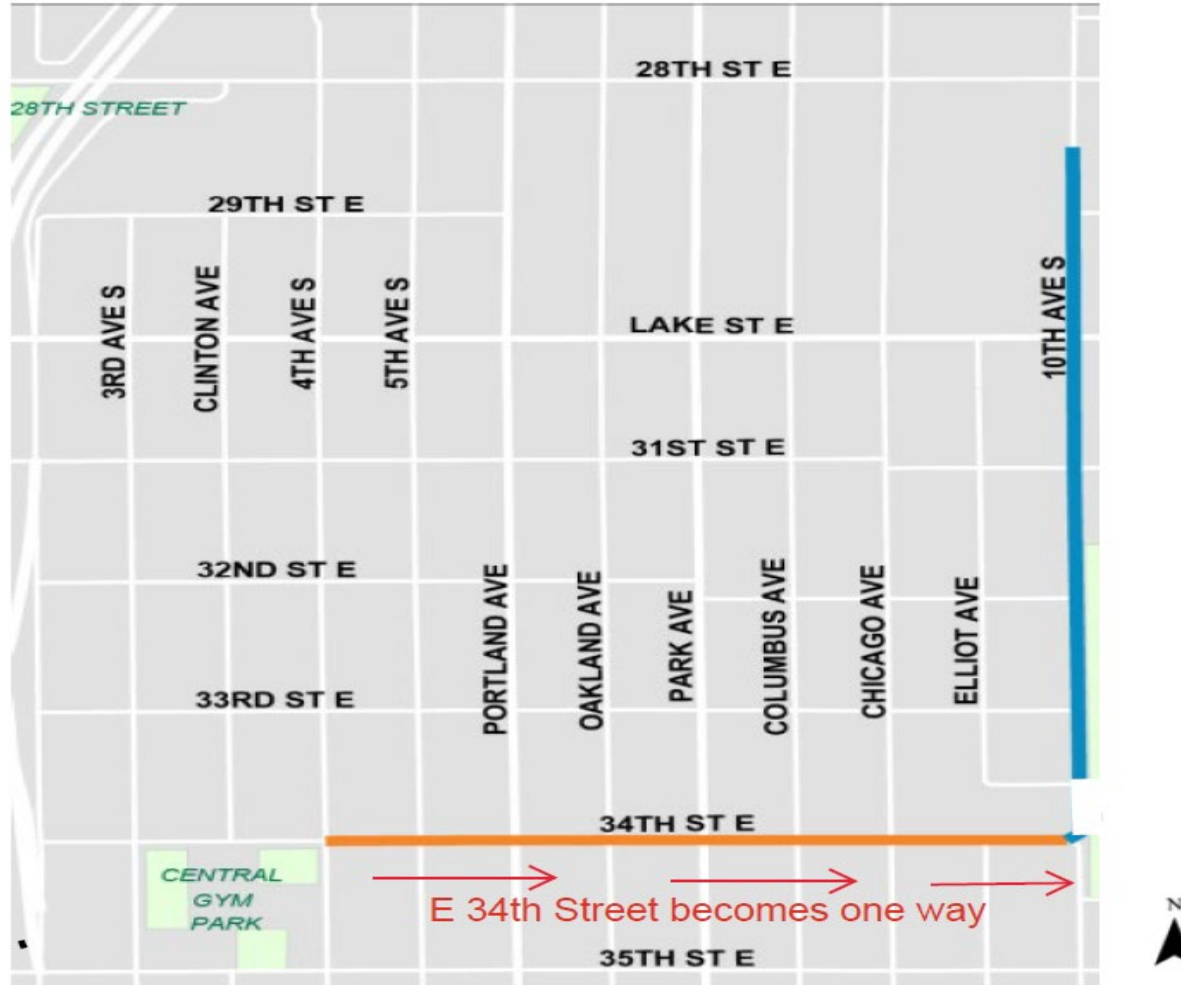 28TH ST E
28TH STREET
29TH ST E
3RD AVE S
CLINTON AVE
4TH AVE S
5TH AVE S
10TH AVE S
LAKE ST E
31ST ST E
32ND ST E
PORTLAND AVE
OAKLAND AVE
PARK AVE
COLUMBUS AVE
CHICAGO AVE
ELLIOT AVE
33RD ST E
34TH ST E
CENTRAL
GYM
PARK
E 34th Street becomes one way
N
35TH ST E